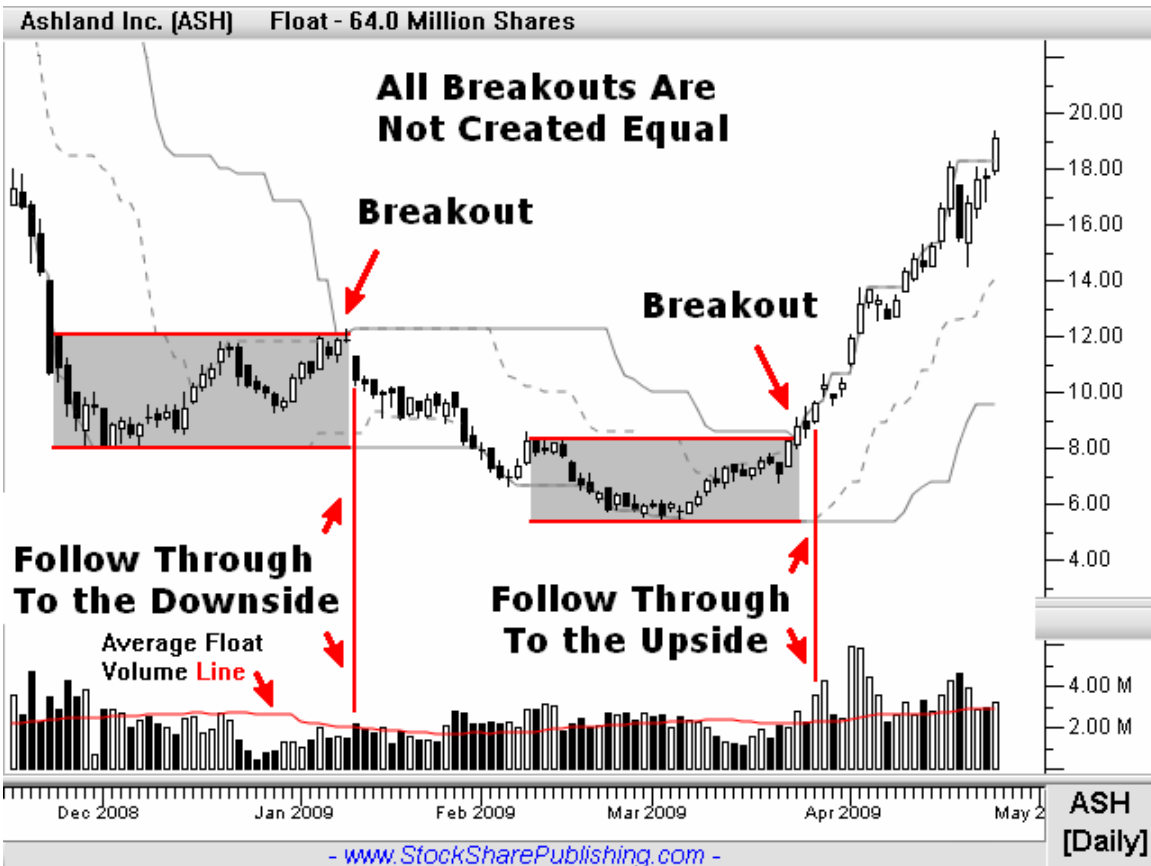 Ashland Inc. (ASH) Float - 64.0 Million Shares
All Breakouts Are
Not Created Equal
Breakout
Breakout
Follow Through
To the Downside
Follow Through
To the Upside
Average Float
Volume Line
20.00
18.00
16.00
14.00
12.00
10.00
8.00
6.00
4.00
4.00 M
2.00 M
Dec 2008 Jan 2009 Feb 2009 Mar 2009 Apr 2009 May 2
ASH
[Daily]
- www.StockSharePublishing.com -